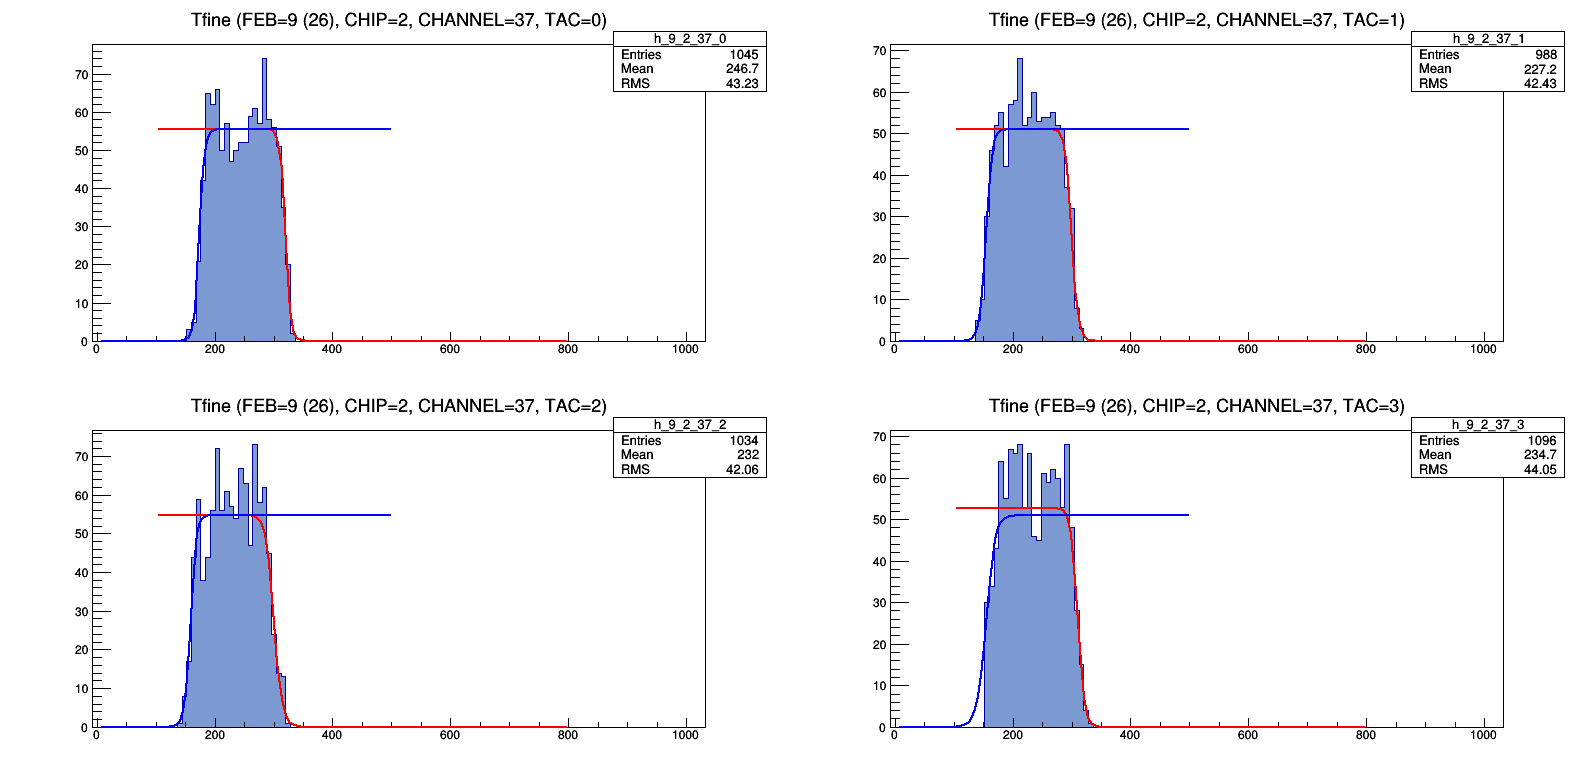 Tfine (FEB=9 (26), CHIP=2, CHANNEL=37, TAC=0)
h_9_2_37_0
Entries 1045
Mean 246.7
RMS 43.23
70
60
50
40
30
20
10
0
0 200 400 600 800 1000
Tfine (FEB=9 (26), CHIP=2, CHANNEL=37, TAC=1)
h_9_2_37_1
Entries 988
Mean 227.2
RMS 42.43
70
60
50
40
30
20
10
0
0 200 400 600 800 1000
Tfine (FEB=9 (26), CHIP=2, CHANNEL=37, TAC=2)
h_9_2_37_2
Entries 1034
Mean 232
RMS 42.06
70
60
50
40
30
20
10
0
0 200 400 600 800 1000
Tfine (FEB=9 (26), CHIP=2, CHANNEL=37, TAC=3)
h_9_2_37_3
Entries 1096
Mean 234.7
RMS 44.05
70
60
50
40
30
20
10
0
0 200 400 600 800 1000